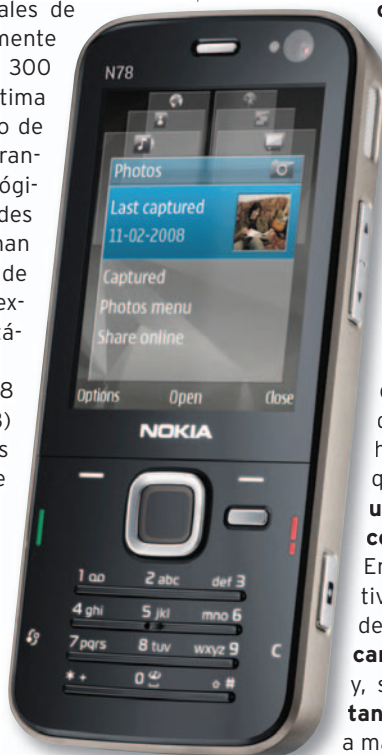 ales de
mente
300
tima
o de
ran-
ógi-
des
nan
de
ex-
tá-
8
3)
s
e
N78
Photos
Last captured
11-02-2008
Captured
Photos menu
Share online
Options Open Close
NOKIA
1 2 abc def 3
4 ghi 5 jkl mno 6
7 pqrs 8 tuv wxyz 9 C
* + 0 #
c
h
q
u
co
En
tiv
de
car
y, s
tan
a ma